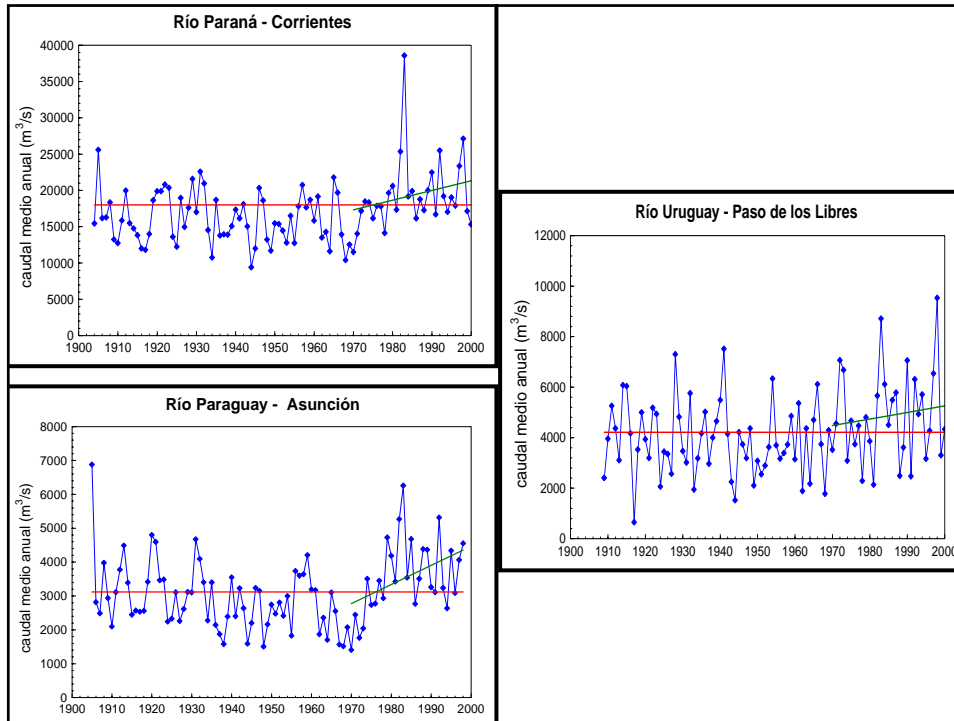 Río Paraná - Corrientes
caudal medio anual (m³/s)
40000
35000
30000
25000
20000
15000
10000
5000
0
1900 1910 1920 1930 1940 1950 1960 1970 1980 1990 2000
Río Uruguay - Paso de los Libres
caudal medio anual (m³/s)
12000
10000
8000
6000
4000
2000
0
1900 1910 1920 1930 1940 1950 1960 1970 1980 1990 2000
Río Paraguay - Asunción
caudal medio anual (m³/s)
8000
7000
6000
5000
4000
3000
2000
1000
0
1900 1910 1920 1930 1940 1950 1960 1970 1980 1990 2000